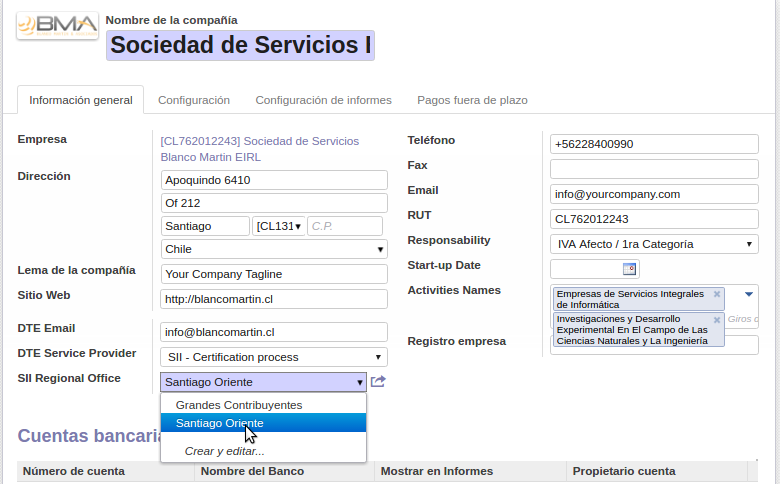 BMA
Nombre de la compañía
Sociedad de Servicios I
Información general
Configuración
Configuración de informes
Pagos fuera de plazo
Empresa
[CL762012243] Sociedad de Servicios
Blanco Martin EIRL
Dirección
Apoquindo 6410
Of 212
Santiago
[CL131
C.P.
Chile
Lema de la compañía
Your Company Tagline
Sitio Web
http://blancomartin.cl
DTE Email
info@blancomartin.cl
DTE Service Provider
SII - Certification process
SII Regional Office
Santiago Oriente
Grandes Contribuyentes
Santiago Oriente
Crear y editar...
Teléfono
+56228400990
Fax
Email
info@yourcompany.com
RUT
CL762012243
Responsability
IVA Afecto / 1ra Categoría
Start-up Date
Activities Names
Empresas de Servicios Integrales
de Informática
Investigaciones y Desarrollo
Experimental En El Campo de Las
Ciencias Naturales y La Ingeniería
Giros
Registro empresa
Cuentas bancaria
Número de cuenta
Nombre del Banco
Mostrar en Informes
Propietario cuenta